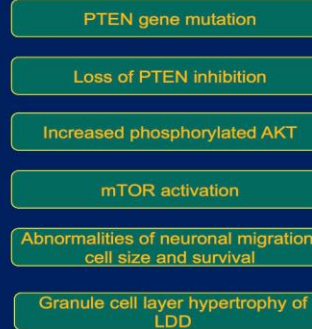 PTEN gene mutation
Loss of PTEN inhibition
Increased phosphorylated AKT
mTOR activation
Abnormalities of neuronal migration
cell size and survival
Granule cell layer hypertrophy of
LDD